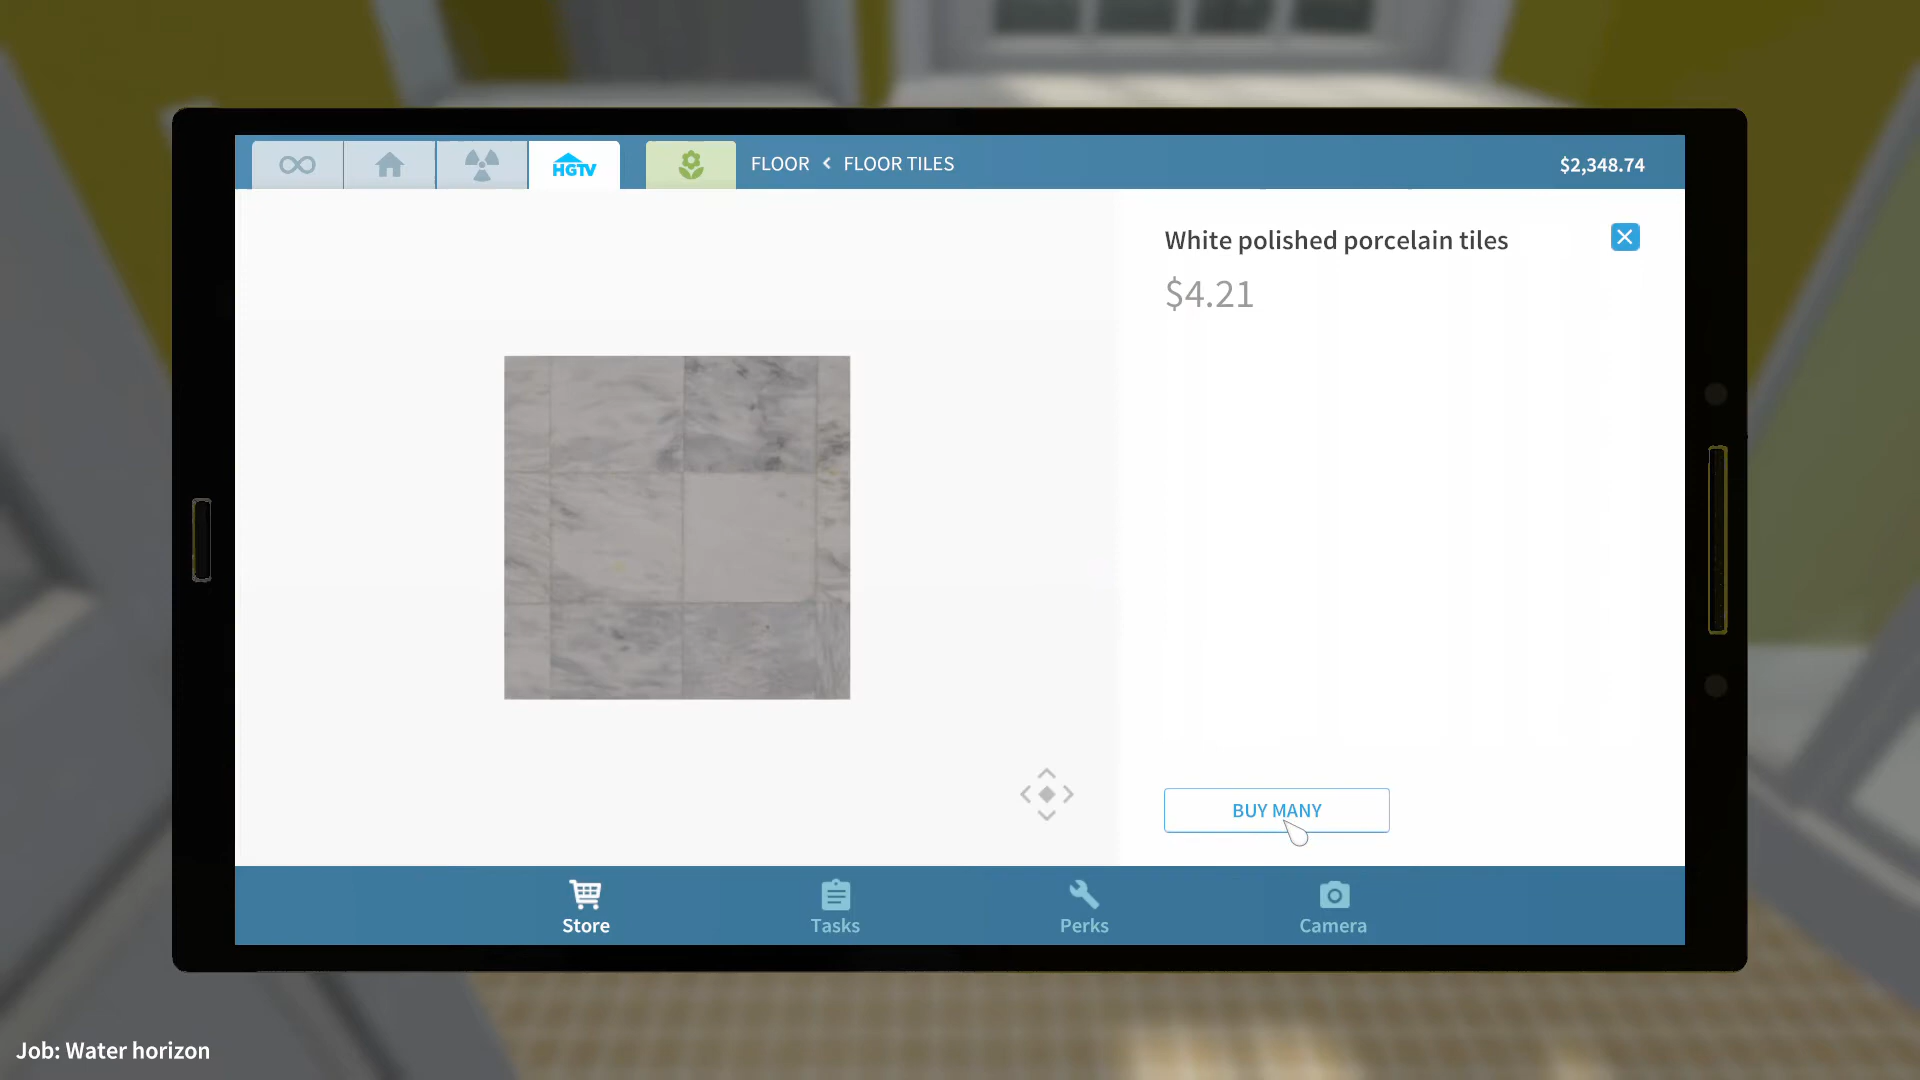 HGTV
FLOOR < FLOOR TILES
$2,348.74
White polished porcelain tiles
$4.21
BUY MANY
Store
Tasks
Perks
Camera
Job: Water horizon